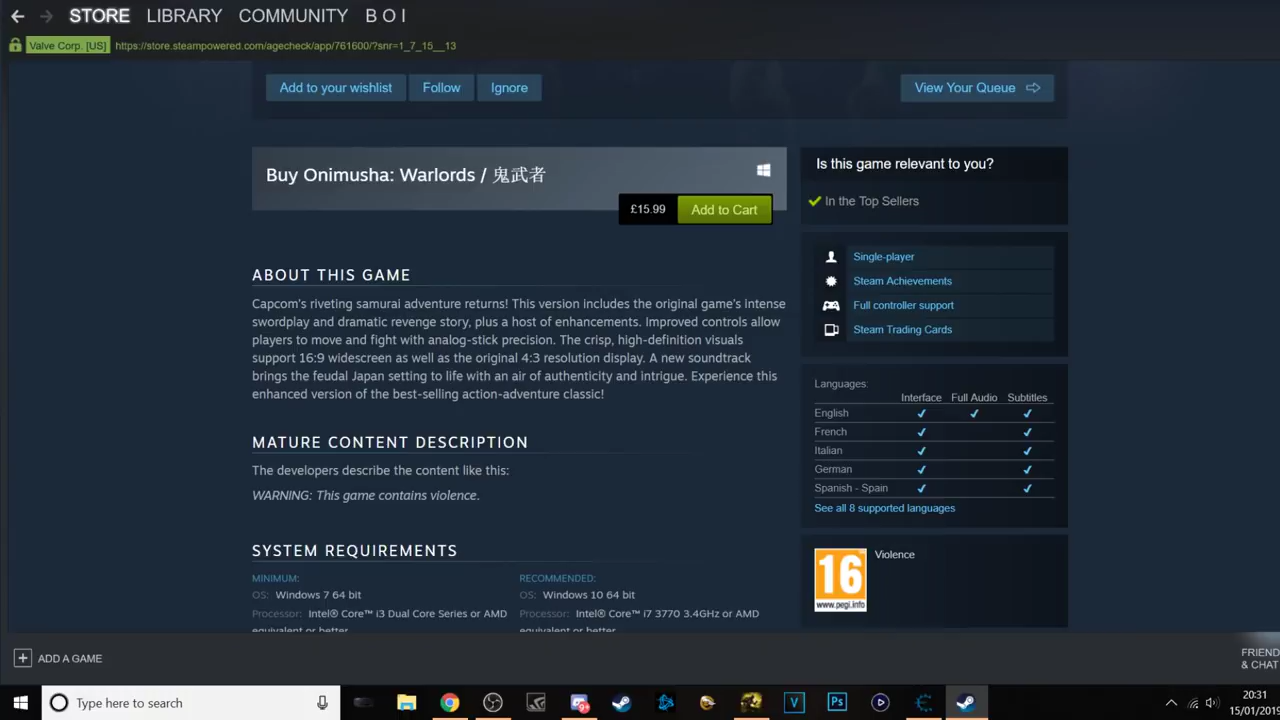 STORE LIBRARY COMMUNITY B O I
Valve Corp. [US] https://store.steampowered.com/agecheck/app/761600/?snr=1_7_15__13
Add to your wishlist Follow Ignore View Your Queue
Buy Onimusha: Warlords / 鬼武者
£15.99 Add to Cart
ABOUT THIS GAME
Capcom's riveting samurai adventure returns! This version includes the original game's intense
swordplay and dramatic revenge story, plus a host of enhancements. Improved controls allow
players to move and fight with analog-stick precision. The crisp, high-definition visuals
support 16:9 widescreen as well as the original 4:3 resolution display. A new soundtrack
brings the feudal Japan setting to life with an air of authenticity and intrigue. Experience this
enhanced version of the best-selling action-adventure classic!
MATURE CONTENT DESCRIPTION
The developers describe the content like this:
WARNING: This game contains violence.
SYSTEM REQUIREMENTS
MINIMUM:
OS: Windows 7 64 bit
Processor: Intel® Core™ i3 Dual Core Series or AMD
equivalent or better
RECOMMENDED:
OS: Windows 10 64 bit
Processor: Intel® Core™ i7 3770 3.4GHz or AMD
equivalent or better
Is this game relevant to you?
In the Top Sellers
Single-player
Steam Achievements
Full controller support
Steam Trading Cards
Languages:
Interface Full Audio Subtitles
English ✔ ✔ ✔
French ✔ ✔
Italian ✔ ✔
German ✔ ✔
Spanish - Spain ✔ ✔
See all 8 supported languages
16
www.pegi.info
Violence
+ ADD A GAME
FRIEND
& CHAT
Type here to search
V
Ps
20:31
15/01/2019